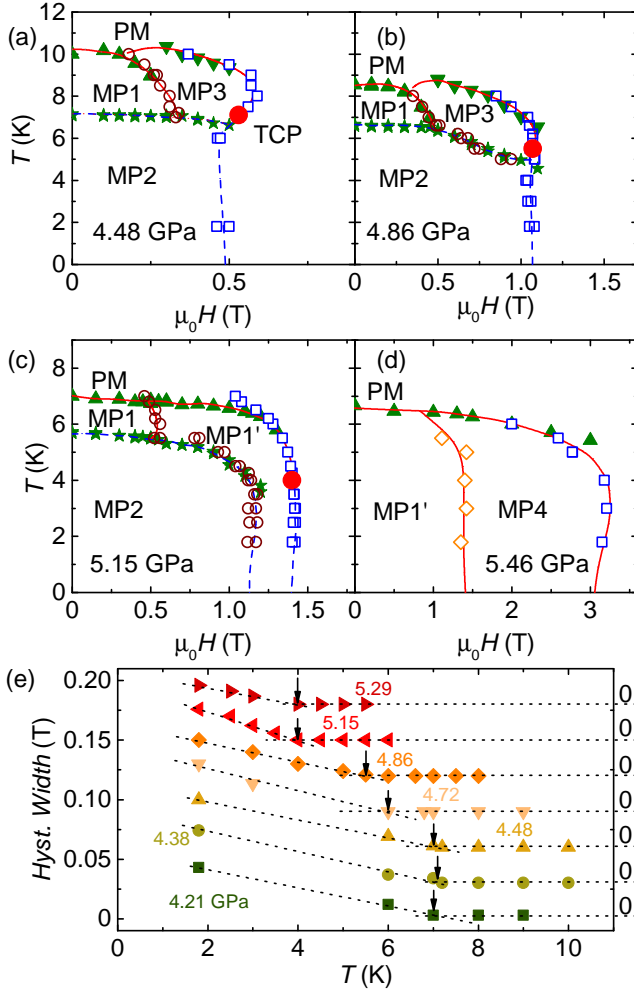 (a)
PM
MP1
MP3
TCP
MP2
4.48 GPa
T (K)
12
10
8
6
4
2
0
0.0
0.5
μ₀H (T)
(b)
PM
MP1
MP3
MP2
4.86 GPa
0.0
0.5
1.0
1.5
μ₀H (T)
(c)
PM
MP1
MP1'
MP2
5.15 GPa
T (K)
8
6
4
2
0
0.0
0.5
1.0
1.5
μ₀H (T)
(d)
PM
MP1'
MP4
5.46 GPa
0
1
2
3
μ₀H (T)
(e)
Hyst. Width (T)
0.20
0.15
0.10
0.05
0
5.29
5.15
4.86
4.72
4.48
4.38
4.21 GPa
0
0
0
0
0
0
0
0
2
4
6
8
10
T (K)